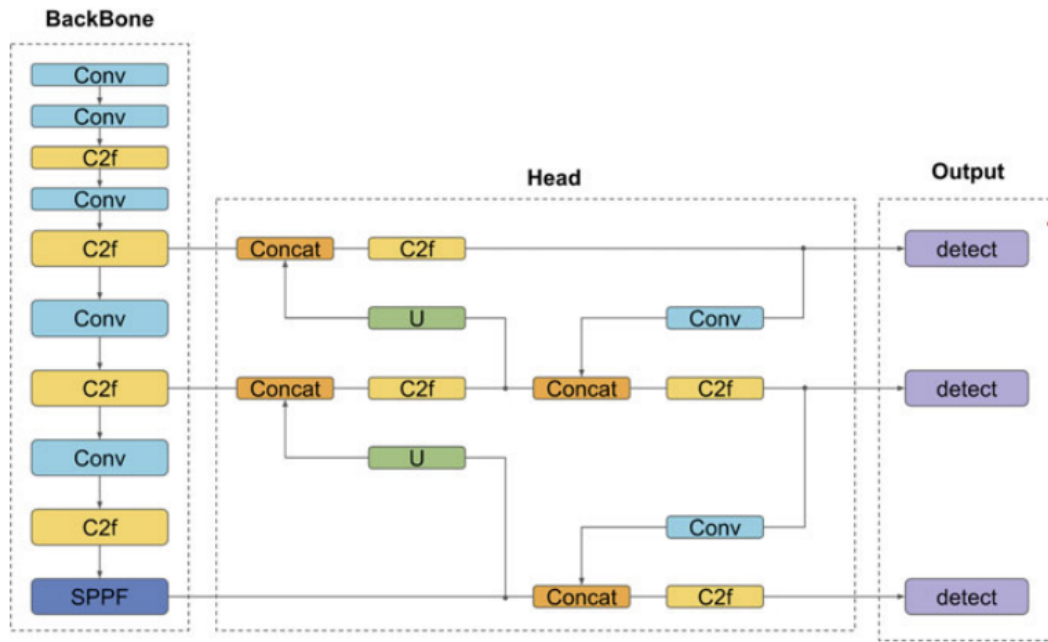 BackBone
Conv
Conv
C2f
Conv
C2f
Conv
C2f
Conv
C2f
SPPF
Head
Concat
C2f
U
Conv
Concat
C2f
Concat
C2f
U
Conv
Concat
C2f
Output
detect
detect
detect